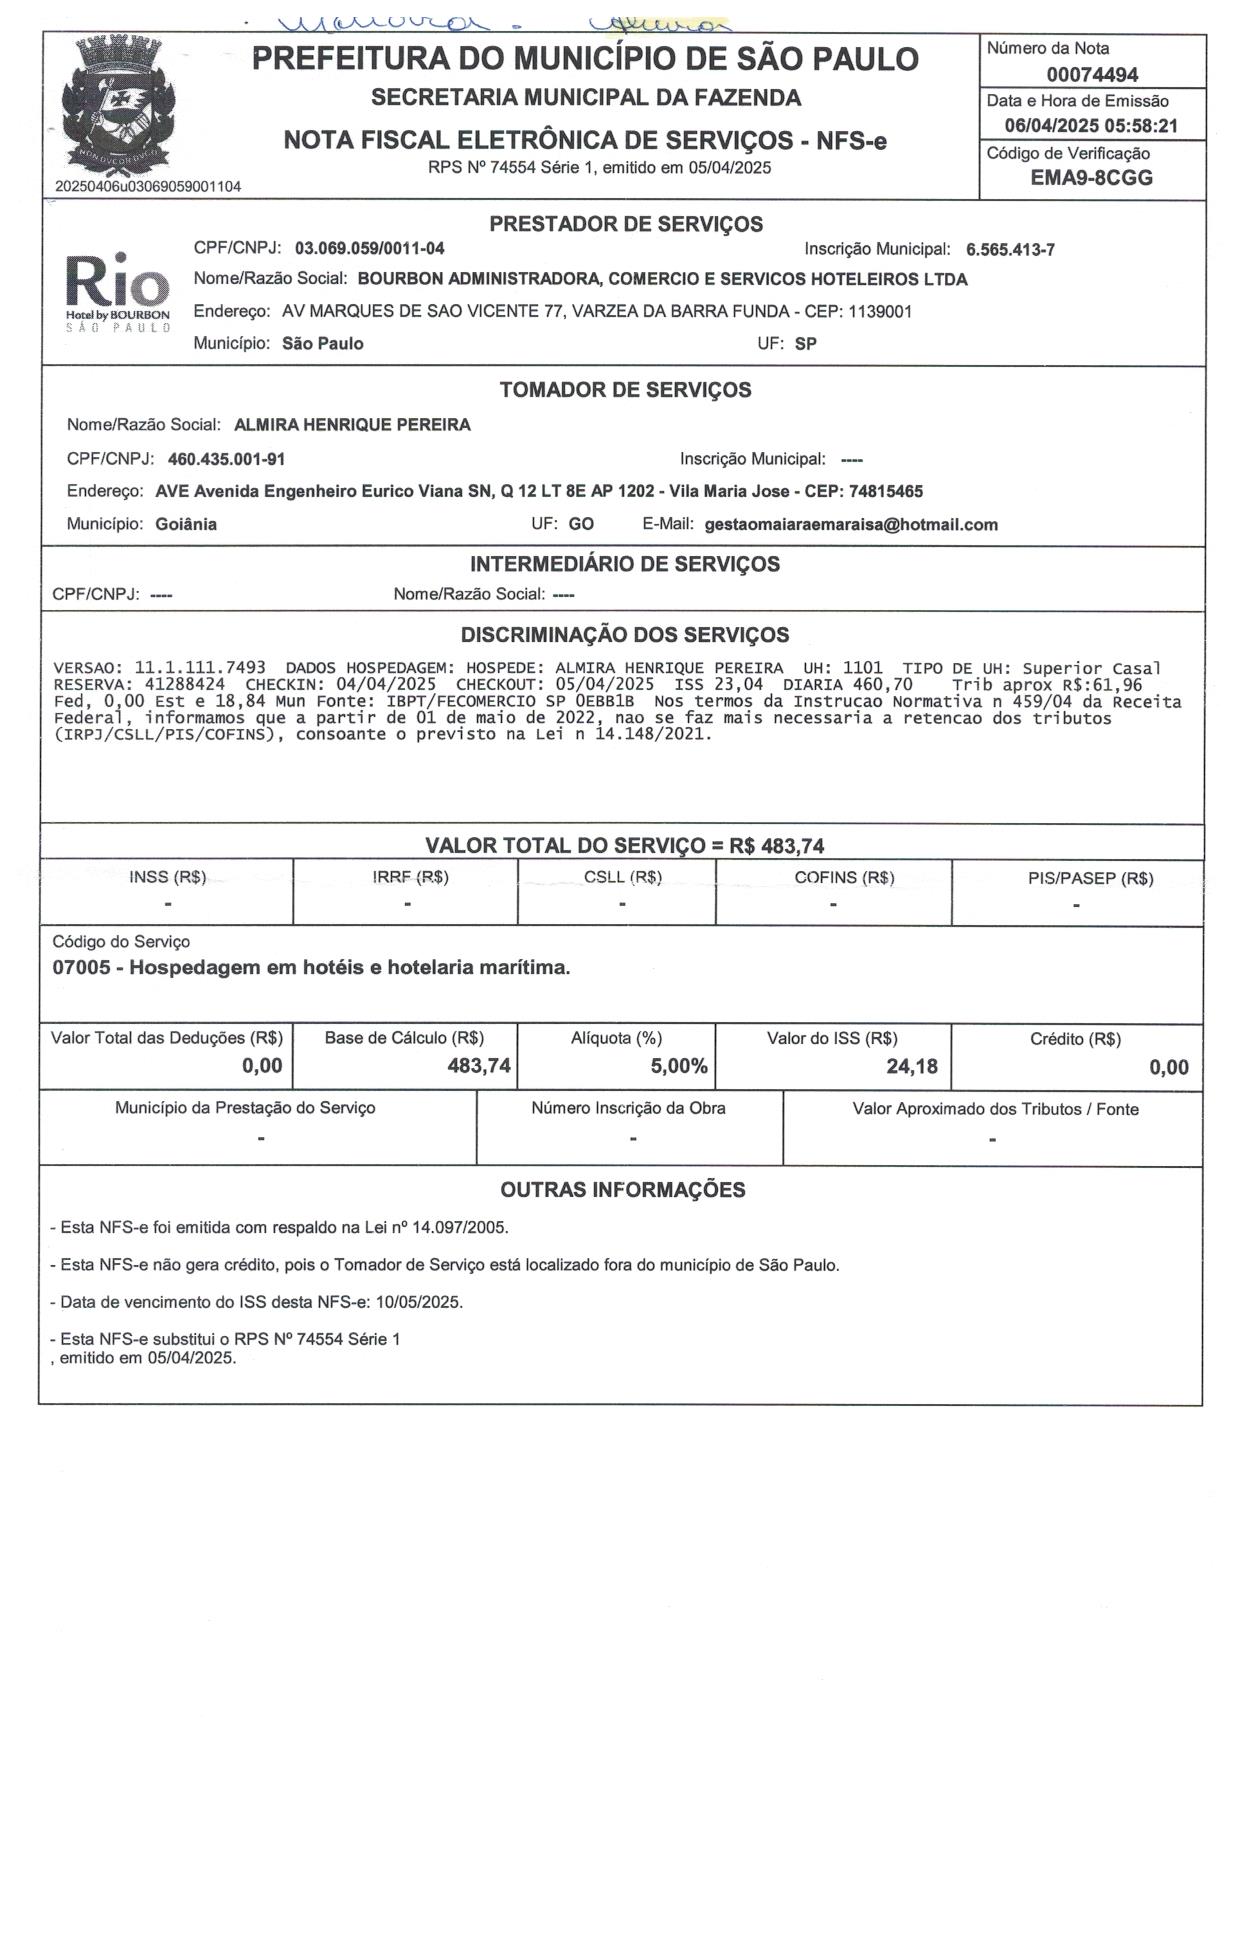 Maiara - Almira
PREFEITURA DO MUNICÍPIO DE SÃO PAULO
SECRETARIA MUNICIPAL DA FAZENDA
NOTA FISCAL ELETRÔNICA DE SERVIÇOS - NFS-e
RPS Nº 74554 Série 1, emitido em 05/04/2025
20250406u03069059001104
Número da Nota
00074494
Data e Hora de Emissão
06/04/2025 05:58:21
Código de Verificação
EMA9-8CGG
PRESTADOR DE SERVIÇOS
Rio
Hotel by BOURBON
SÃO PAULO
CPF/CNPJ: 03.069.059/0011-04 Inscrição Municipal: 6.565.413-7
Nome/Razão Social: BOURBON ADMINISTRADORA, COMERCIO E SERVICOS HOTELEIROS LTDA
Endereço: AV MARQUES DE SAO VICENTE 77, VARZEA DA BARRA FUNDA - CEP: 1139001
Município: São Paulo UF: SP
TOMADOR DE SERVIÇOS
Nome/Razão Social: ALMIRA HENRIQUE PEREIRA
CPF/CNPJ: 460.435.001-91 Inscrição Municipal: ----
Endereço: AVE Avenida Engenheiro Eurico Viana SN, Q 12 LT 8E AP 1202 - Vila Maria Jose - CEP: 74815465
Município: Goiânia UF: GO E-Mail: gestaomaiaraemaraisa@hotmail.com
INTERMEDIÁRIO DE SERVIÇOS
CPF/CNPJ: ---- Nome/Razão Social: ----
DISCRIMINAÇÃO DOS SERVIÇOS
VERSAO: 11.1.111.7493 DADOS HOSPEDAGEM: HOSPEDE: ALMIRA HENRIQUE PEREIRA UH: 1101 TIPO DE UH: Superior Casal
RESERVA: 41288424 CHECKIN: 04/04/2025 CHECKOUT: 05/04/2025 ISS 23,04 DIARIA 460,70 Trib aprox R$:61,96
Fed, 0,00 Est e 18,84 Mun Fonte: IBPT/FECOMERCIO SP 0EBB1B Nos termos da Instrucao Normativa n 459/04 da Receita
Federal, informamos que a partir de 01 de maio de 2022, nao se faz mais necessaria a retencao dos tributos
(IRPJ/CSLL/PIS/COFINS), consoante o previsto na Lei n 14.148/2021.
VALOR TOTAL DO SERVIÇO = R$ 483,74
INSS (R$) IRRF (R$) CSLL (R$) COFINS (R$) PIS/PASEP (R$)
- - - - -
Código do Serviço
07005 - Hospedagem em hotéis e hotelaria marítima.
Valor Total das Deduções (R$) Base de Cálculo (R$) Alíquota (%) Valor do ISS (R$) Crédito (R$)
0,00 483,74 5,00% 24,18 0,00
Município da Prestação do Serviço Número Inscrição da Obra Valor Aproximado dos Tributos / Fonte
- - -
OUTRAS INFORMAÇÕES
- Esta NFS-e foi emitida com respaldo na Lei nº 14.097/2005.
- Esta NFS-e não gera crédito, pois o Tomador de Serviço está localizado fora do município de São Paulo.
- Data de vencimento do ISS desta NFS-e: 10/05/2025.
- Esta NFS-e substitui o RPS Nº 74554 Série 1
, emitido em 05/04/2025.